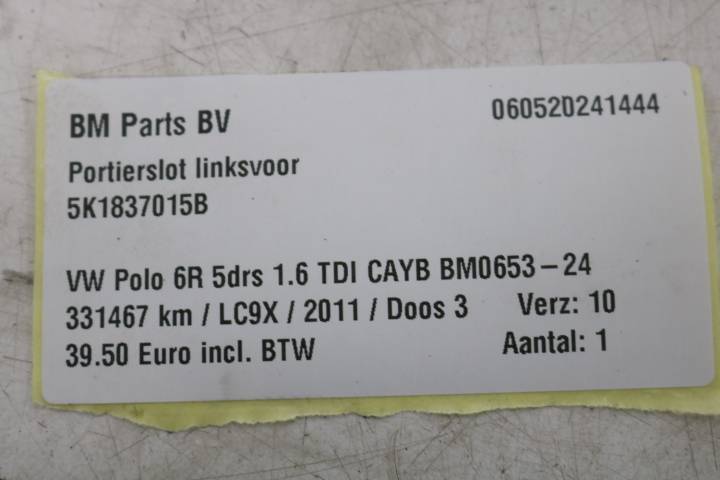 BM Parts BV 060520241444
Portierslot linksvoor
5K1837015B
VW Polo 6R 5drs 1.6 TDI CAYB BM0653-24
331467 km / LC9X / 2011 / Doos 3 Verz: 10
39.50 Euro incl. BTW Aantal: 1